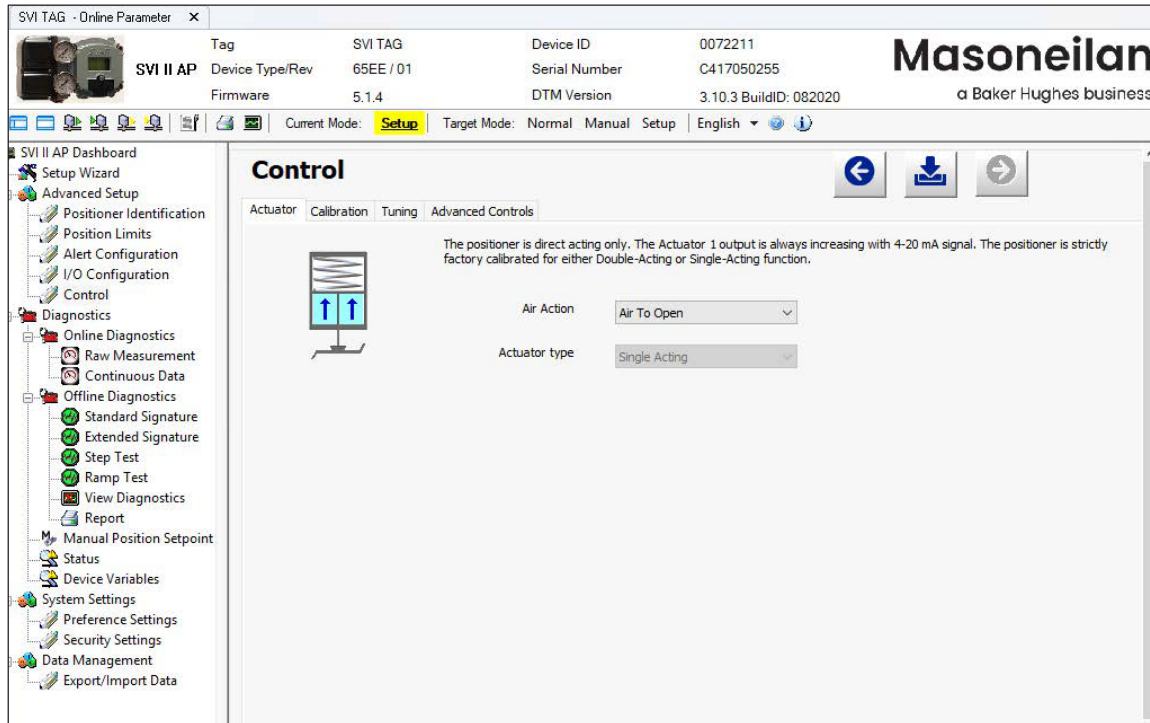 SVI TAG - Online Parameter X
SVI II AP
Tag SVI TAG Device ID 0072211
Device Type/Rev 65EE / 01 Serial Number C417050255
Firmware 5.1.4 DTM Version 3.10.3 BuildID: 082020
Masoneilan
a Baker Hughes business
Current Mode: Setup Target Mode: Normal Manual Setup English
SVI II AP Dashboard
Setup Wizard
Advanced Setup
Positioner Identification
Position Limits
Alert Configuration
I/O Configuration
Control
Diagnostics
Online Diagnostics
Raw Measurement
Continuous Data
Offline Diagnostics
Standard Signature
Extended Signature
Step Test
Ramp Test
View Diagnostics
Report
Manual Position Setpoint
Status
Device Variables
System Settings
Preference Settings
Security Settings
Data Management
Export/Import Data
Control
Actuator Calibration Tuning Advanced Controls
The positioner is direct acting only. The Actuator 1 output is always increasing with 4-20 mA signal. The positioner is strictly
factory calibrated for either Double-Acting or Single-Acting function.
Air Action Air To Open
Actuator type Single Acting